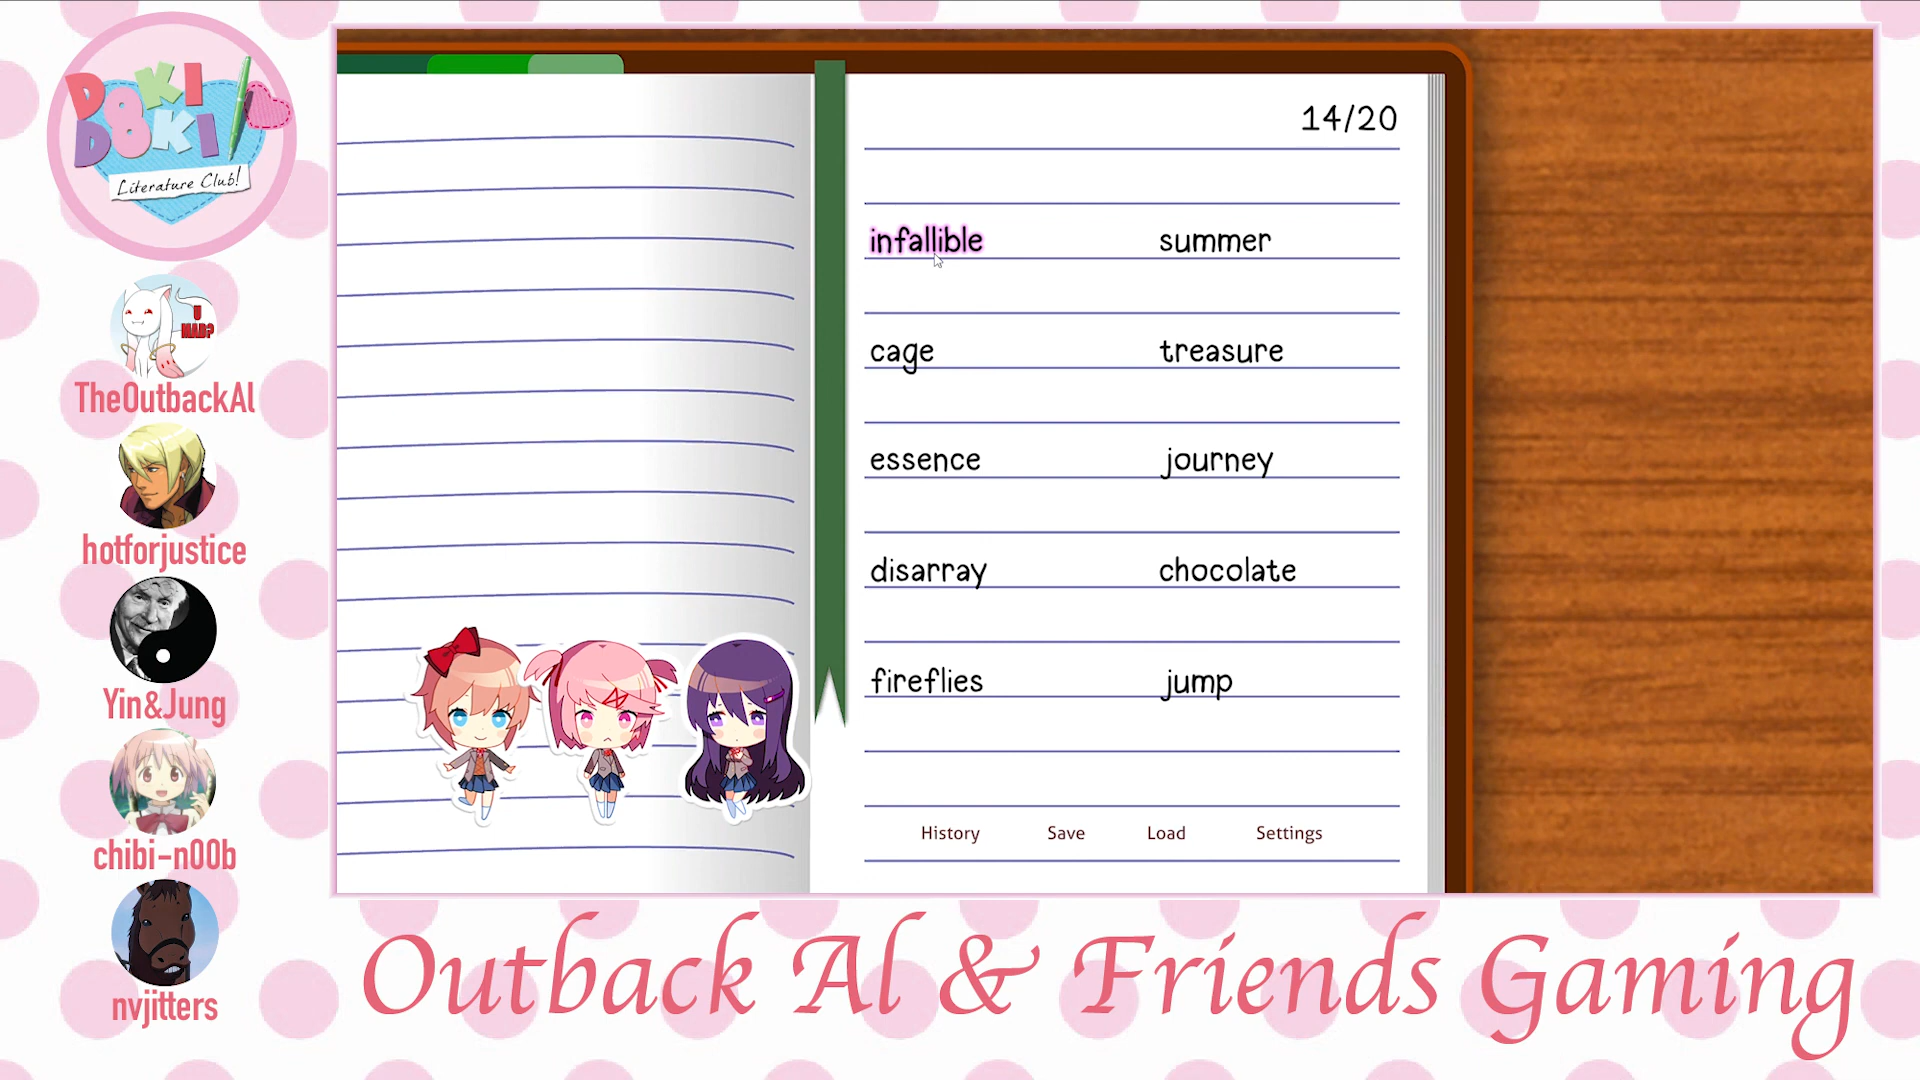 DOKI
DOKI
Literature Club!
U
MAD?
TheOutbackAl
hotforjustice
Yin&Jung
chibi-n00b
nvjitters
14/20
infallible summer
cage treasure
essence journey
disarray chocolate
fireflies jump
History Save Load Settings
Outback Al & Friends Gaming